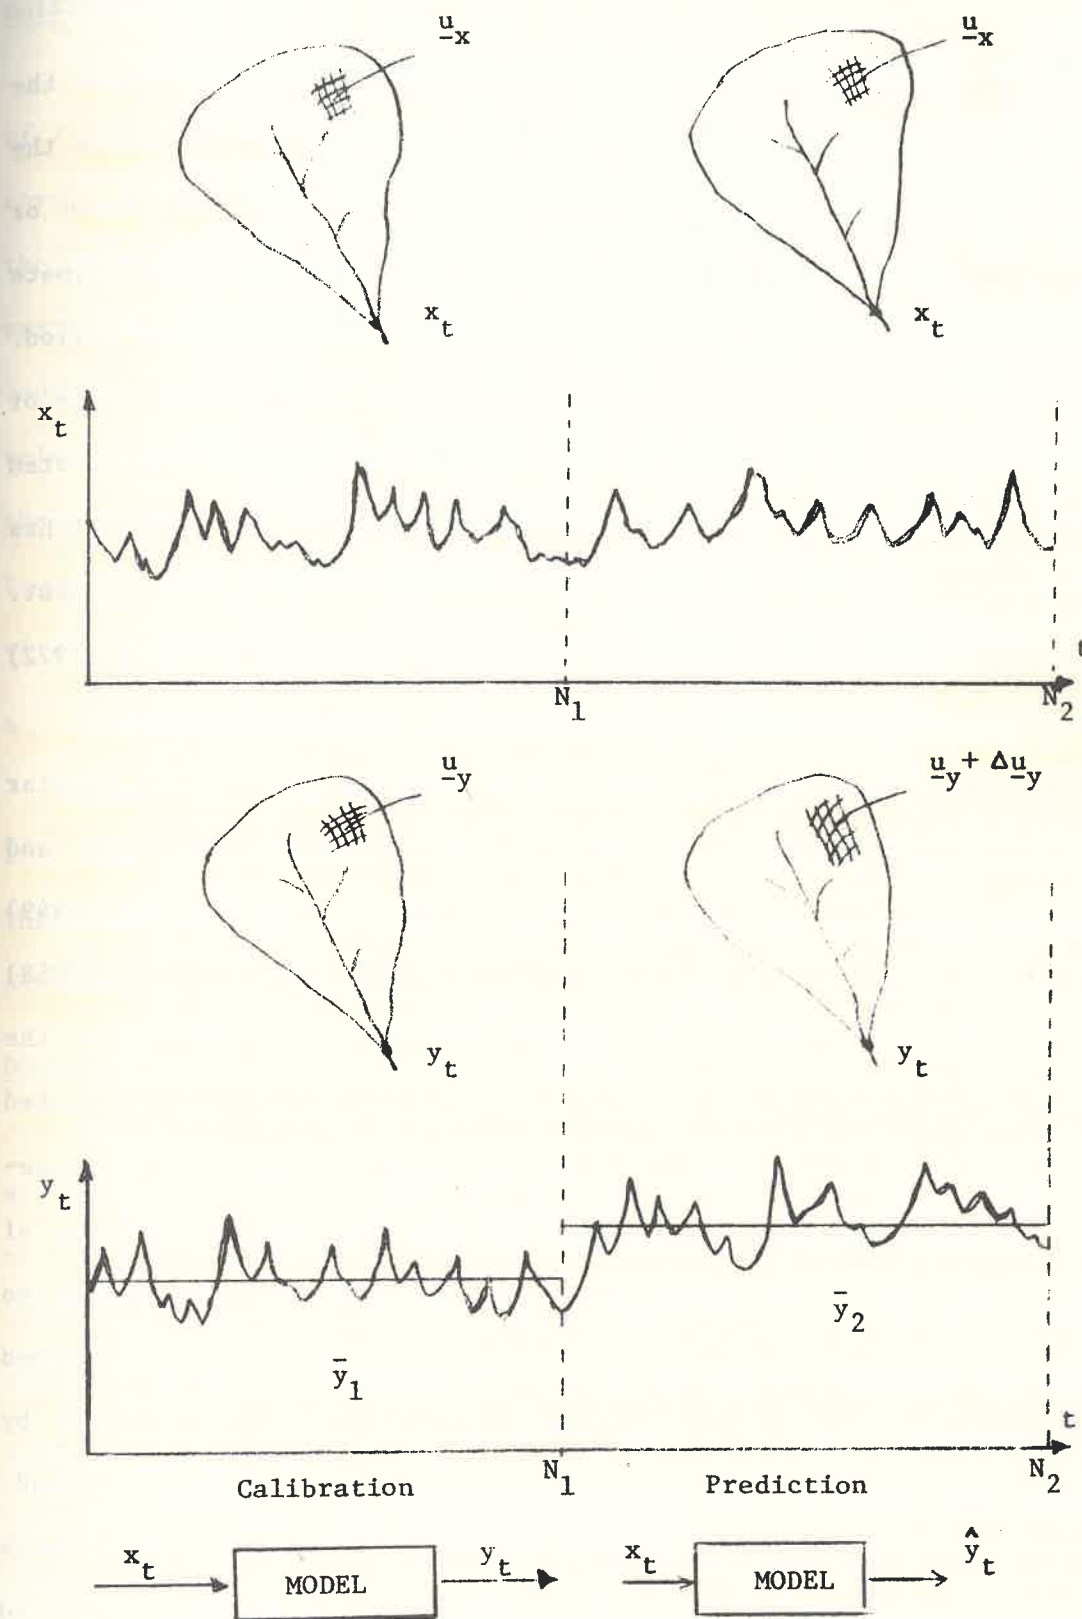 u_x u_x
x_t x_t
x_t
t
N_1 N_2
u_y u_y + Δu_y
y_t y_t
y_t
ȳ_1 ȳ_2
t
Calibration N_1 Prediction N_2
x_t MODEL y_t x_t MODEL ŷ_t